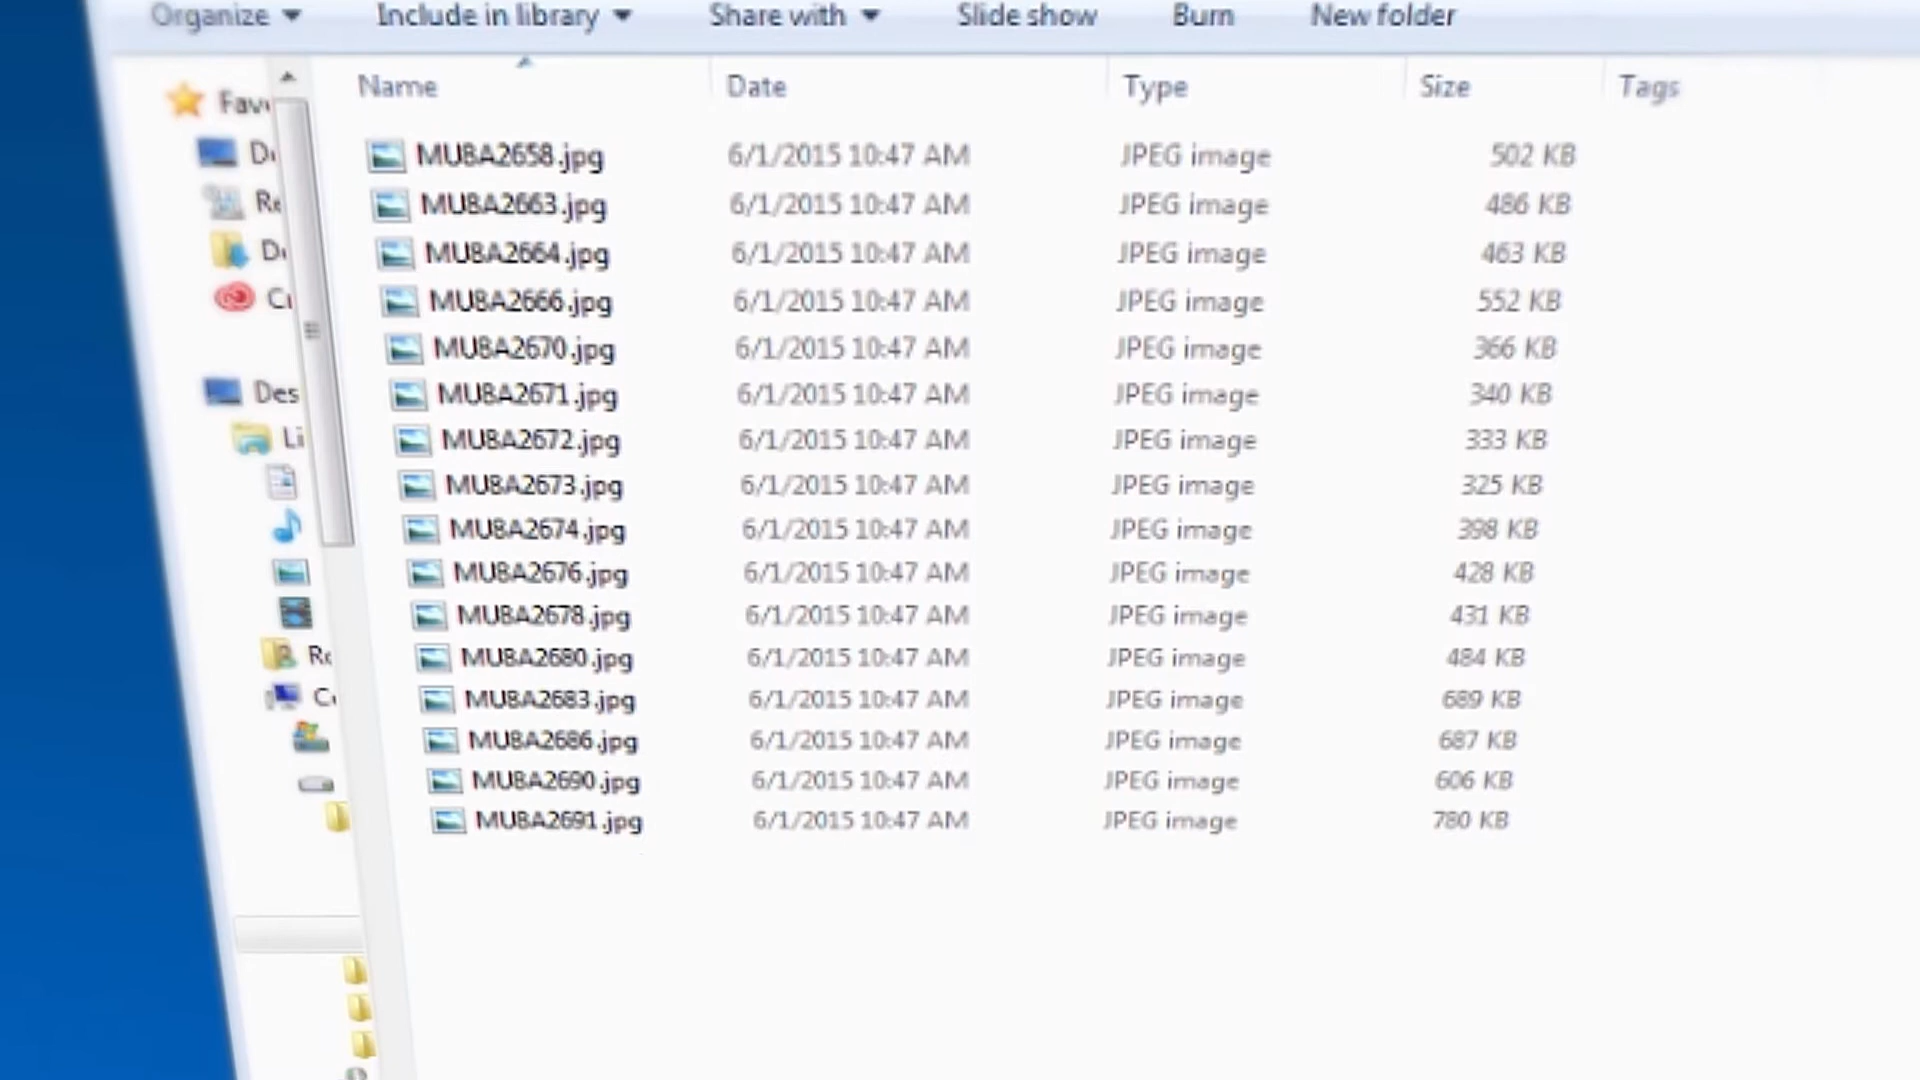 Organize Include in library Share with Slide show Burn New folder
Name Date Type Size Tags
MU8A2658.jpg 6/1/2015 10:47 AM JPEG image 502 KB
MU8A2663.jpg 6/1/2015 10:47 AM JPEG image 486 KB
MU8A2664.jpg 6/1/2015 10:47 AM JPEG image 463 KB
MU8A2666.jpg 6/1/2015 10:47 AM JPEG image 552 KB
MU8A2670.jpg 6/1/2015 10:47 AM JPEG image 366 KB
MU8A2671.jpg 6/1/2015 10:47 AM JPEG image 340 KB
MU8A2672.jpg 6/1/2015 10:47 AM JPEG image 333 KB
MU8A2673.jpg 6/1/2015 10:47 AM JPEG image 325 KB
MU8A2674.jpg 6/1/2015 10:47 AM JPEG image 398 KB
MU8A2676.jpg 6/1/2015 10:47 AM JPEG image 428 KB
MU8A2678.jpg 6/1/2015 10:47 AM JPEG image 431 KB
MU8A2680.jpg 6/1/2015 10:47 AM JPEG image 484 KB
MU8A2683.jpg 6/1/2015 10:47 AM JPEG image 689 KB
MU8A2686.jpg 6/1/2015 10:47 AM JPEG image 687 KB
MU8A2690.jpg 6/1/2015 10:47 AM JPEG image 606 KB
MU8A2691.jpg 6/1/2015 10:47 AM JPEG image 780 KB